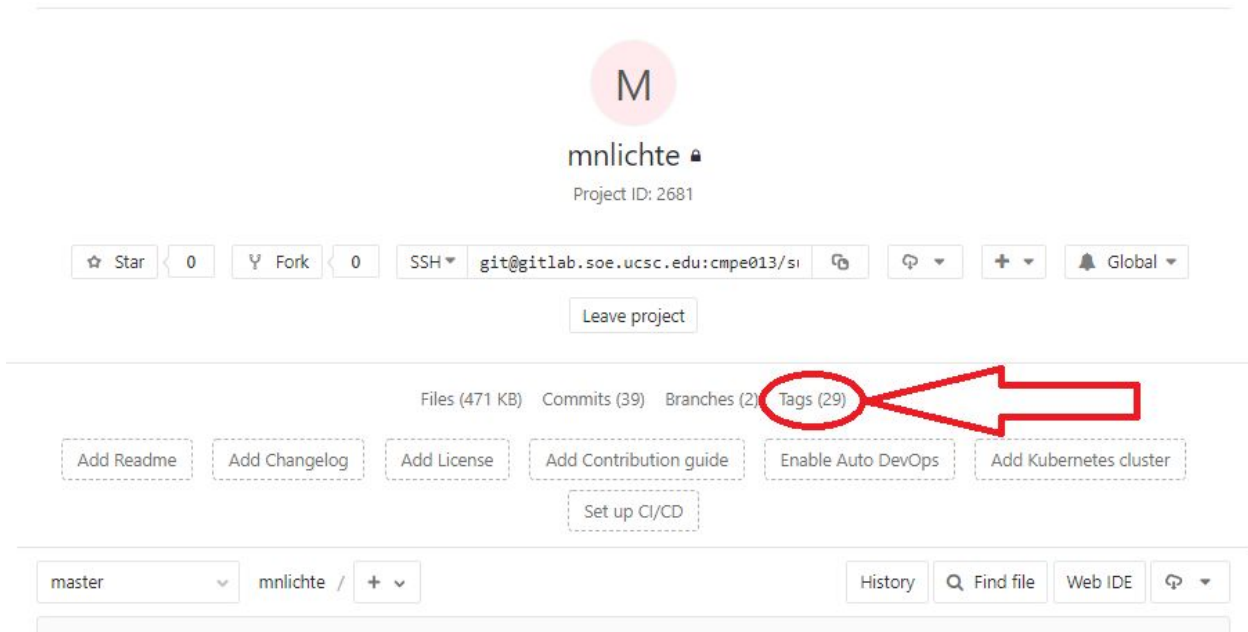 M
mnlichte
Project ID: 2681
Star 0 Fork 0 SSH git@gitlab.soe.ucsc.edu:cmpe013/su Global
Leave project
Files (471 KB) Commits (39) Branches (2) Tags (29)
Add Readme Add Changelog Add License Add Contribution guide Enable Auto DevOps Add Kubernetes cluster
Set up CI/CD
master mnlichte / + History Find file Web IDE